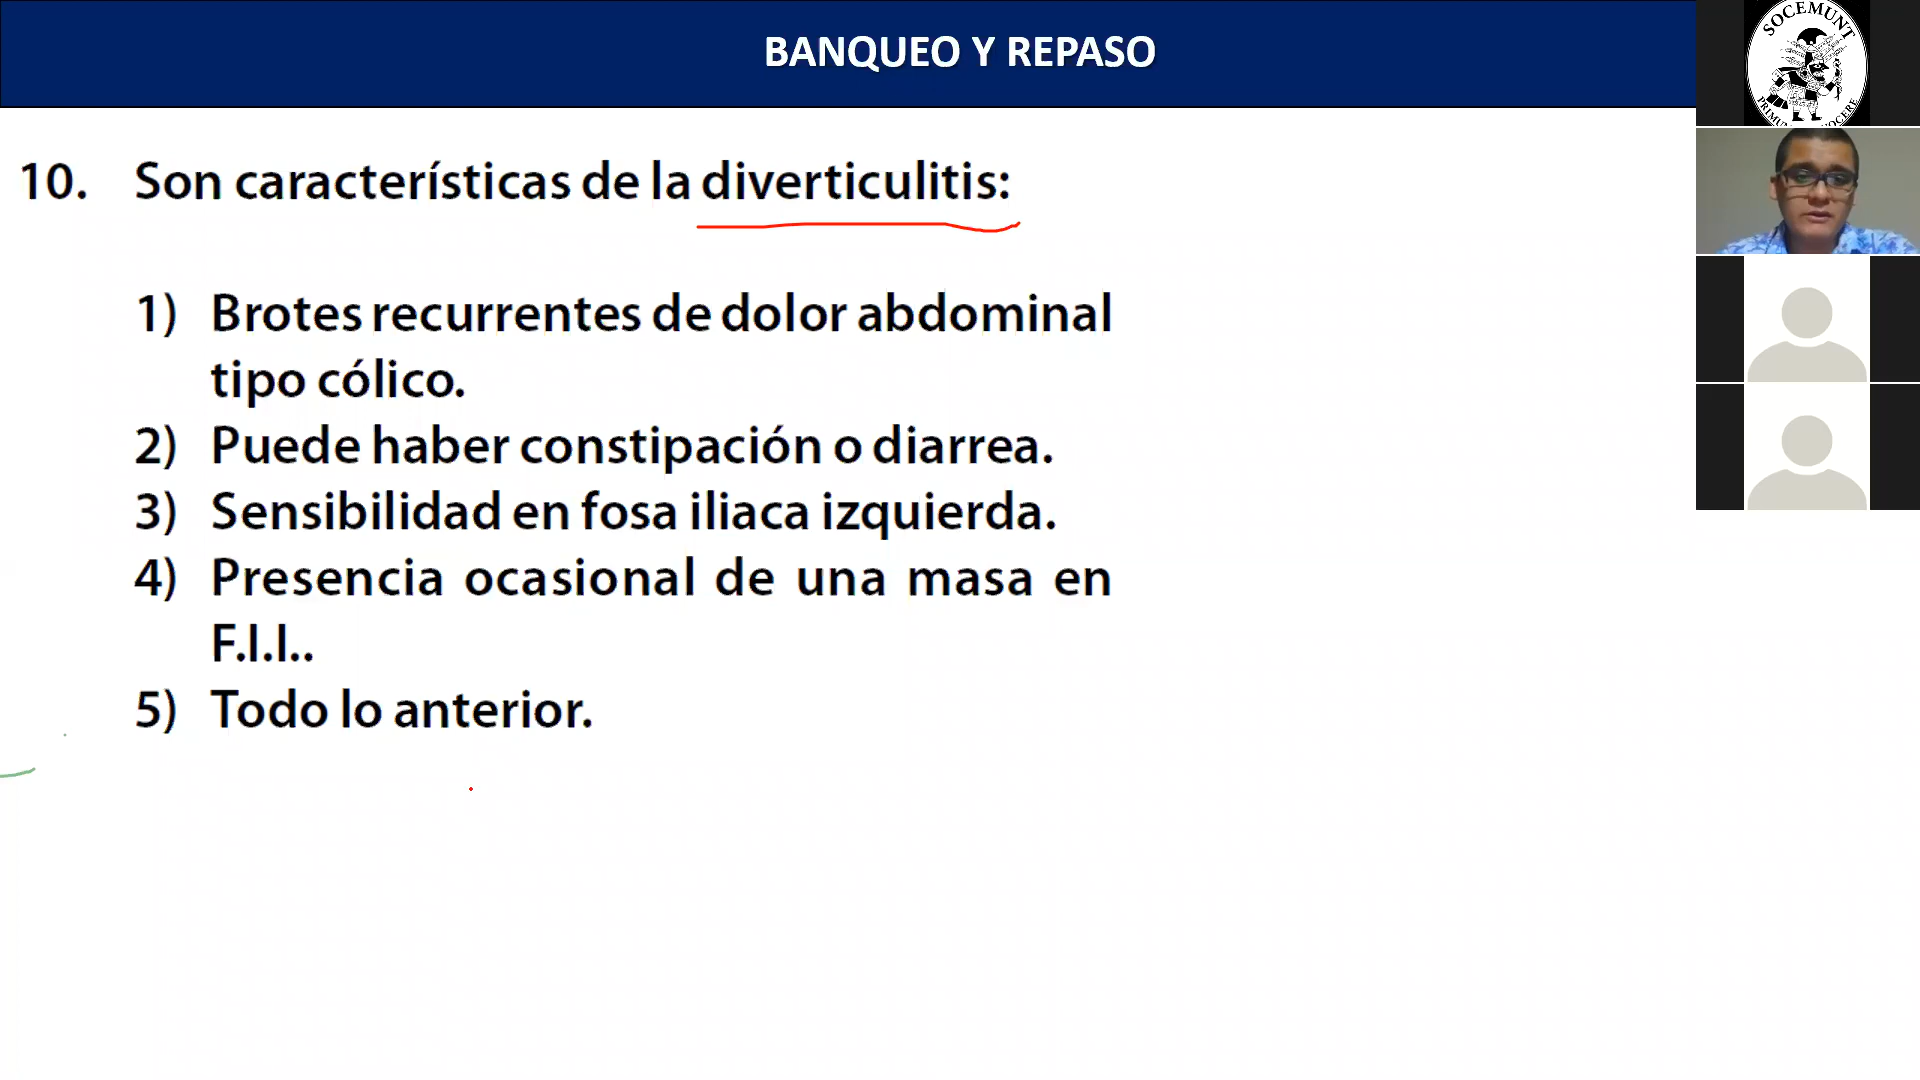 BANQUEO Y REPASO
SOCEMUNT
10. Son características de la diverticulitis:
1) Brotes recurrentes de dolor abdominal
tipo cólico.
2) Puede haber constipación o diarrea.
3) Sensibilidad en fosa iliaca izquierda.
4) Presencia ocasional de una masa en
F.I.I..
5) Todo lo anterior.